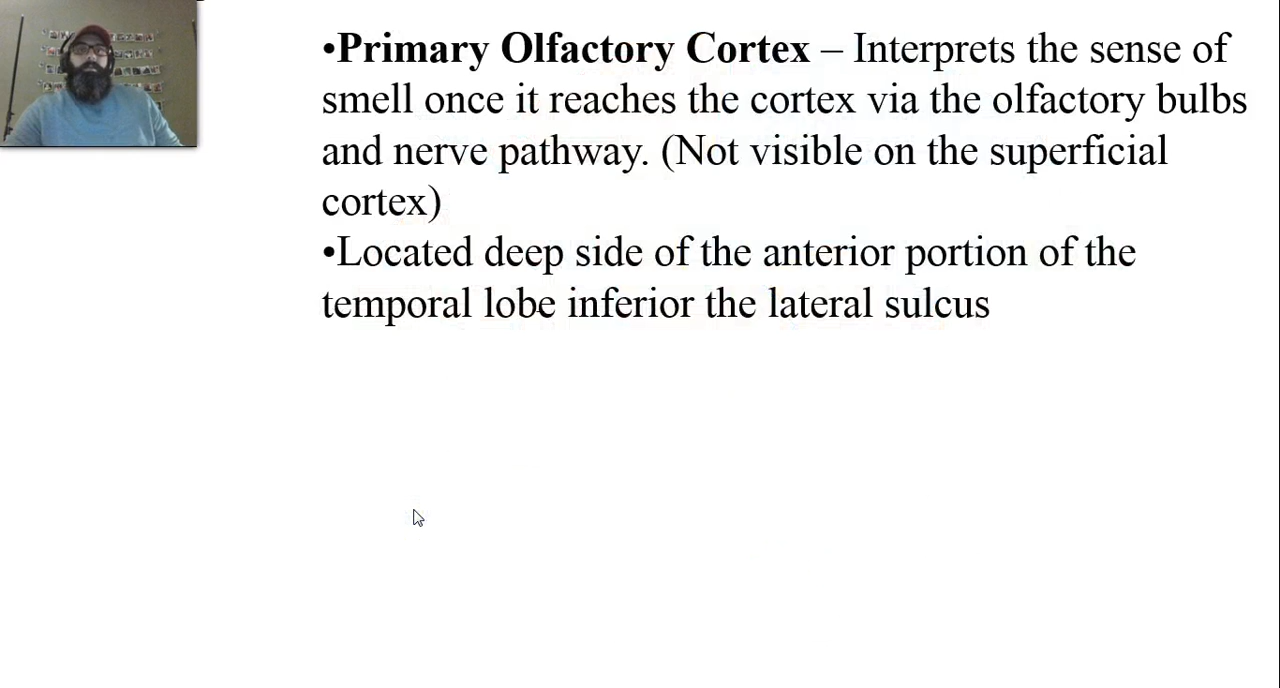 •Primary Olfactory Cortex – Interprets the sense of
smell once it reaches the cortex via the olfactory bulbs
and nerve pathway. (Not visible on the superficial
cortex)
•Located deep side of the anterior portion of the
temporal lobe inferior the lateral sulcus